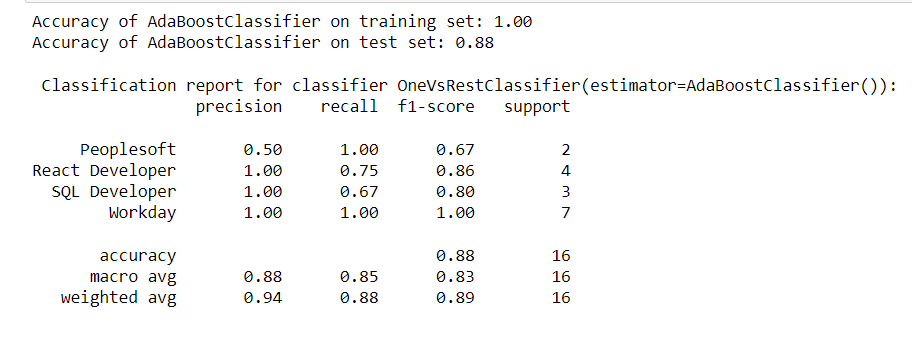 Accuracy of AdaBoostClassifier on training set: 1.00
Accuracy of AdaBoostClassifier on test set: 0.88
Classification report for classifier OneVsRestClassifier(estimator=AdaBoostClassifier()):
precision recall f1-score support
Peoplesoft 0.50 1.00 0.67 2
React Developer 1.00 0.75 0.86 4
SQL Developer 1.00 0.67 0.80 3
Workday 1.00 1.00 1.00 7
accuracy 0.88 16
macro avg 0.88 0.85 0.83 16
weighted avg 0.94 0.88 0.89 16